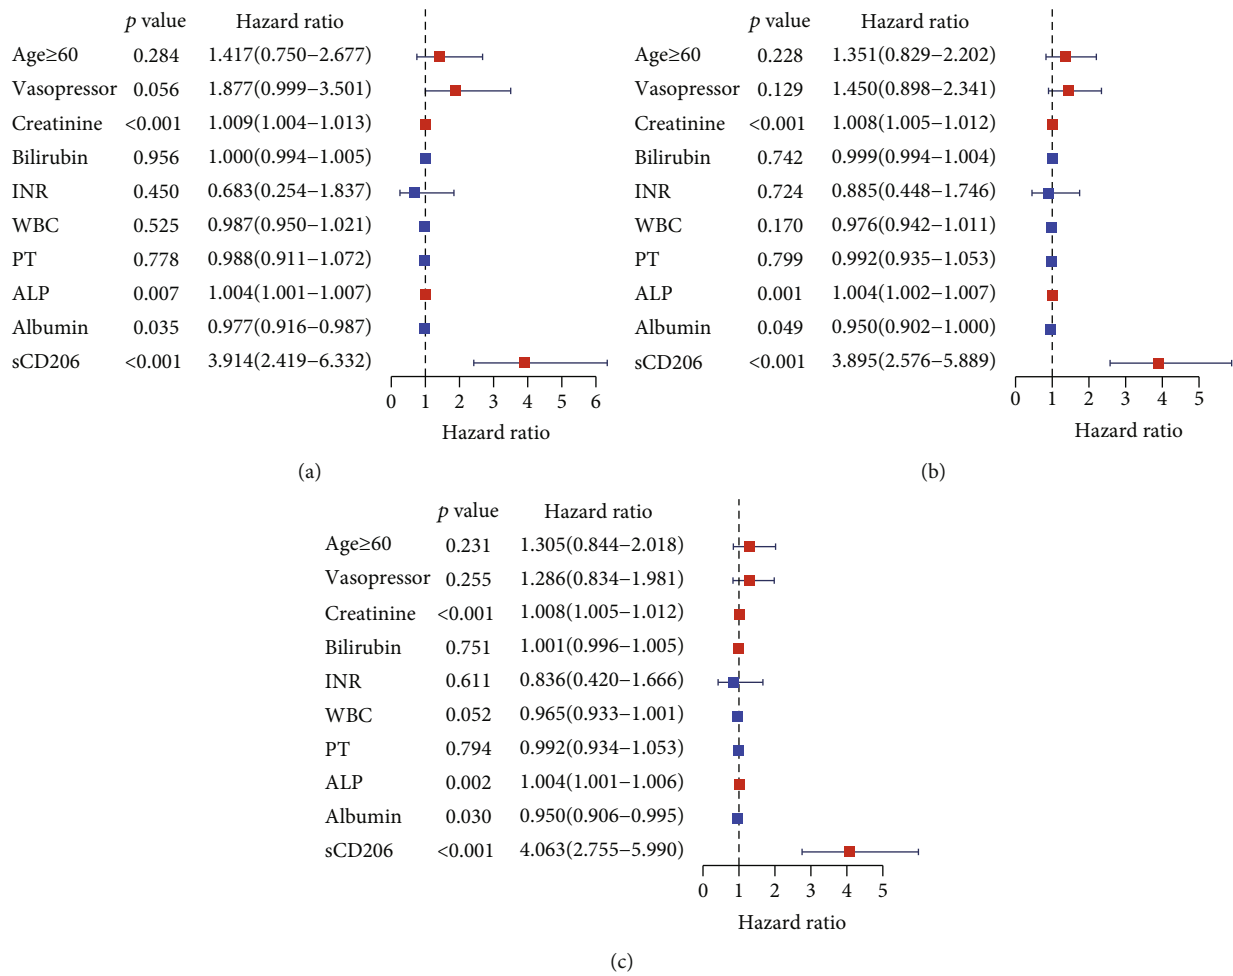 p value Hazard ratio
Age≥60 0.284 1.417(0.750–2.677)
Vasopressor 0.056 1.877(0.999–3.501)
Creatinine <0.001 1.009(1.004–1.013)
Bilirubin 0.956 1.000(0.994–1.005)
INR 0.450 0.683(0.254–1.837)
WBC 0.525 0.987(0.950–1.021)
PT 0.778 0.988(0.911–1.072)
ALP 0.007 1.004(1.001–1.007)
Albumin 0.035 0.977(0.916–0.987)
sCD206 <0.001 3.914(2.419–6.332)
0 1 2 3 4 5 6
Hazard ratio
(a)
p value Hazard ratio
Age≥60 0.228 1.351(0.829–2.202)
Vasopressor 0.129 1.450(0.898–2.341)
Creatinine <0.001 1.008(1.005–1.012)
Bilirubin 0.742 0.999(0.994–1.004)
INR 0.724 0.885(0.448–1.746)
WBC 0.170 0.976(0.942–1.011)
PT 0.799 0.992(0.935–1.053)
ALP 0.001 1.004(1.002–1.007)
Albumin 0.049 0.950(0.902–1.000)
sCD206 <0.001 3.895(2.576–5.889)
0 1 2 3 4 5
Hazard ratio
(b)
p value Hazard ratio
Age≥60 0.231 1.305(0.844–2.018)
Vasopressor 0.255 1.286(0.834–1.981)
Creatinine <0.001 1.008(1.005–1.012)
Bilirubin 0.751 1.001(0.996–1.005)
INR 0.611 0.836(0.420–1.666)
WBC 0.052 0.965(0.933–1.001)
PT 0.794 0.992(0.934–1.053)
ALP 0.002 1.004(1.001–1.006)
Albumin 0.030 0.950(0.906–0.995)
sCD206 <0.001 4.063(2.755–5.990)
0 1 2 3 4 5
Hazard ratio
(c)